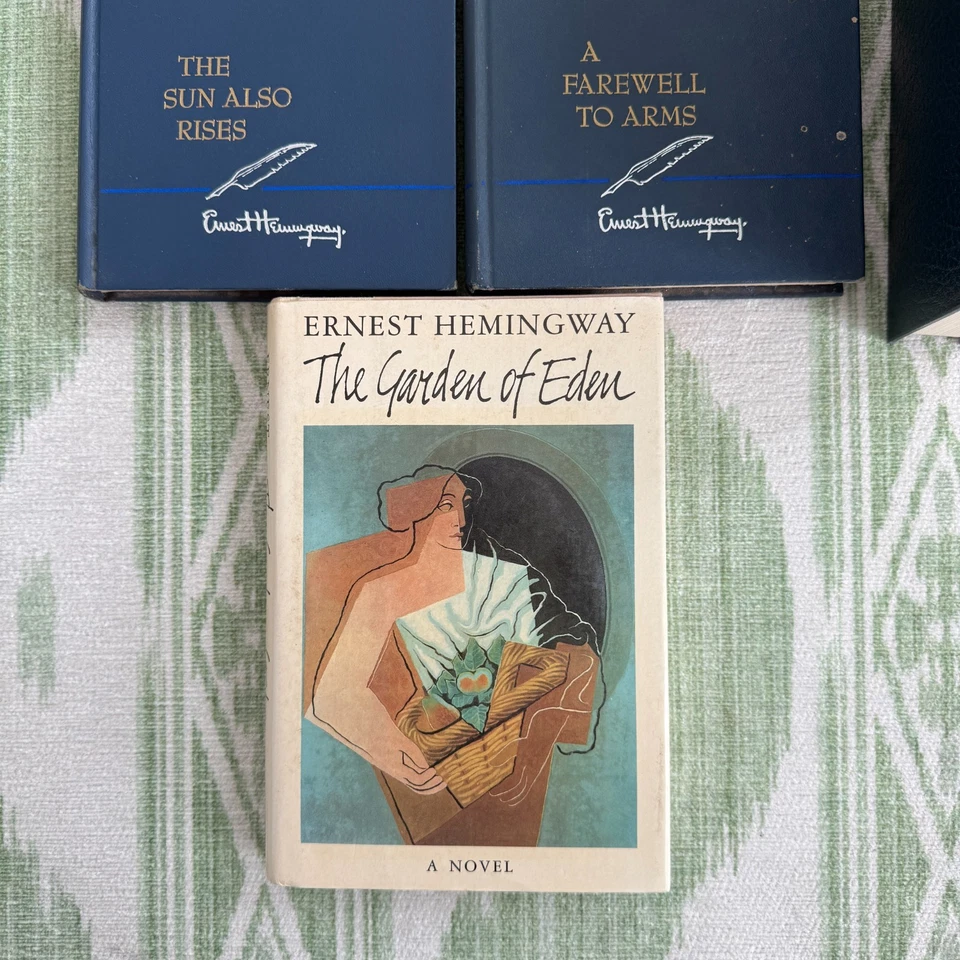 THE
SUN ALSO
RISES
Ernest Hemingway.
A
FAREWELL
TO ARMS
Ernest Hemingway.
ERNEST HEMINGWAY
The Garden of Eden
A NOVEL